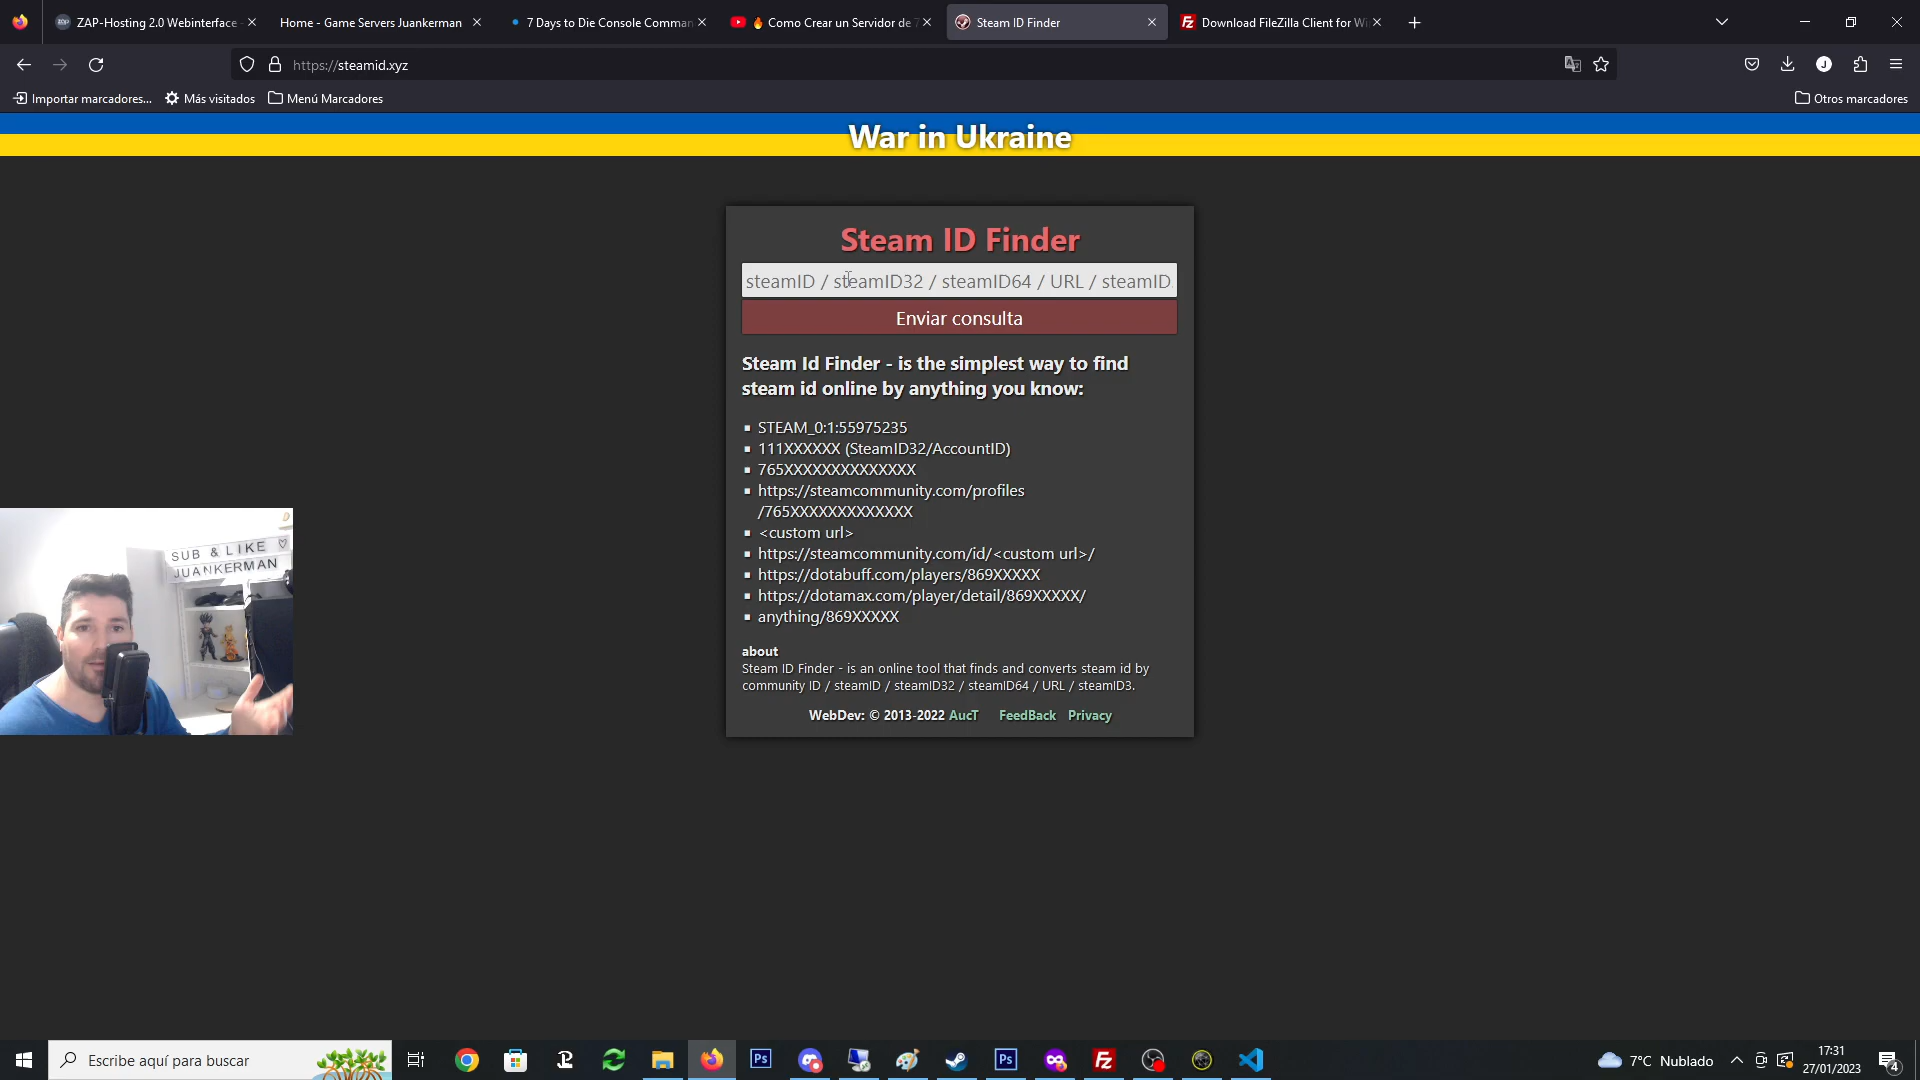 ZAP-Hosting 2.0 Webinterface -
Home - Game Servers Juankerman
7 Days to Die Console Comman
🔥 Como Crear un Servidor de 7
Steam ID Finder
Download FileZilla Client for Wi
https://steamid.xyz
Importar marcadores...
Más visitados
Menú Marcadores
Otros marcadores
War in Ukraine
Steam ID Finder
steamID / steamID32 / steamID64 / URL / steamID
Enviar consulta
Steam Id Finder - is the simplest way to find
steam id online by anything you know:
STEAM_0:1:55975235
111XXXXXX (SteamID32/AccountID)
765XXXXXXXXXXXXXX
https://steamcommunity.com/profiles
/765XXXXXXXXXXXXXX
<custom url>
https://steamcommunity.com/id/<custom url>/
https://dotabuff.com/players/869XXXXX
https://dotamax.com/player/detail/869XXXXX/
anything/869XXXXX
about
Steam ID Finder - is an online tool that finds and converts steam id by
community ID / steamID / steamID32 / steamID64 / URL / steamID3.
WebDev: © 2013-2022 AucT FeedBack Privacy
SUB & LIKE
JUANKERMAN
Escribe aquí para buscar
7°C Nublado
17:31
27/01/2023
4